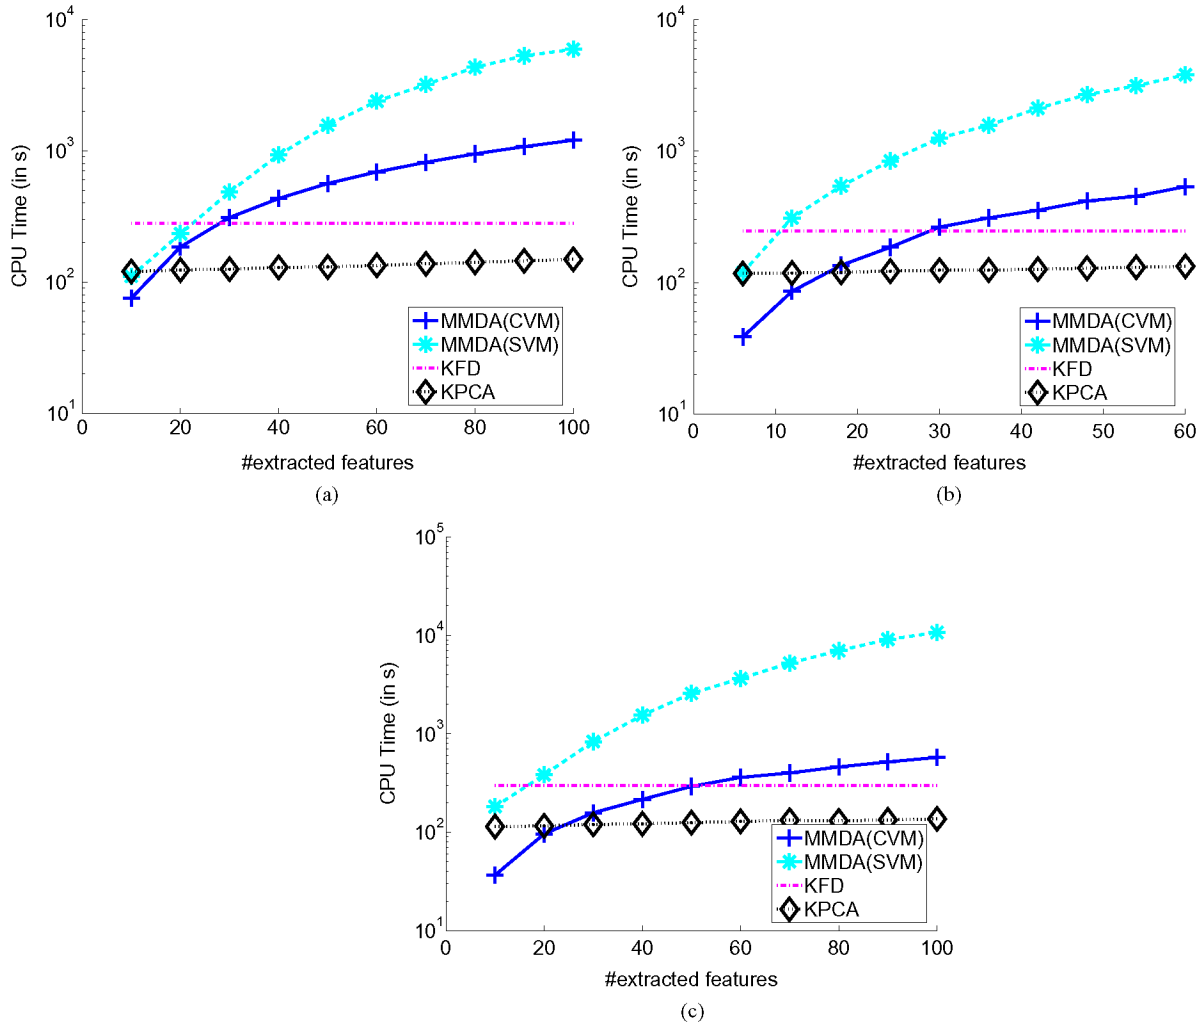 10^4
10^3
10^2
10^1
CPU Time (in s)
0 20 40 60 80 100
#extracted features
MMDA(CVM)
MMDA(SVM)
KFD
KPCA
(a)
10^4
10^3
10^2
10^1
CPU Time (in s)
0 10 20 30 40 50 60
#extracted features
MMDA(CVM)
MMDA(SVM)
KFD
KPCA
(b)
10^5
10^4
10^3
10^2
10^1
CPU Time (in s)
0 20 40 60 80 100
#extracted features
MMDA(CVM)
MMDA(SVM)
KFD
KPCA
(c)